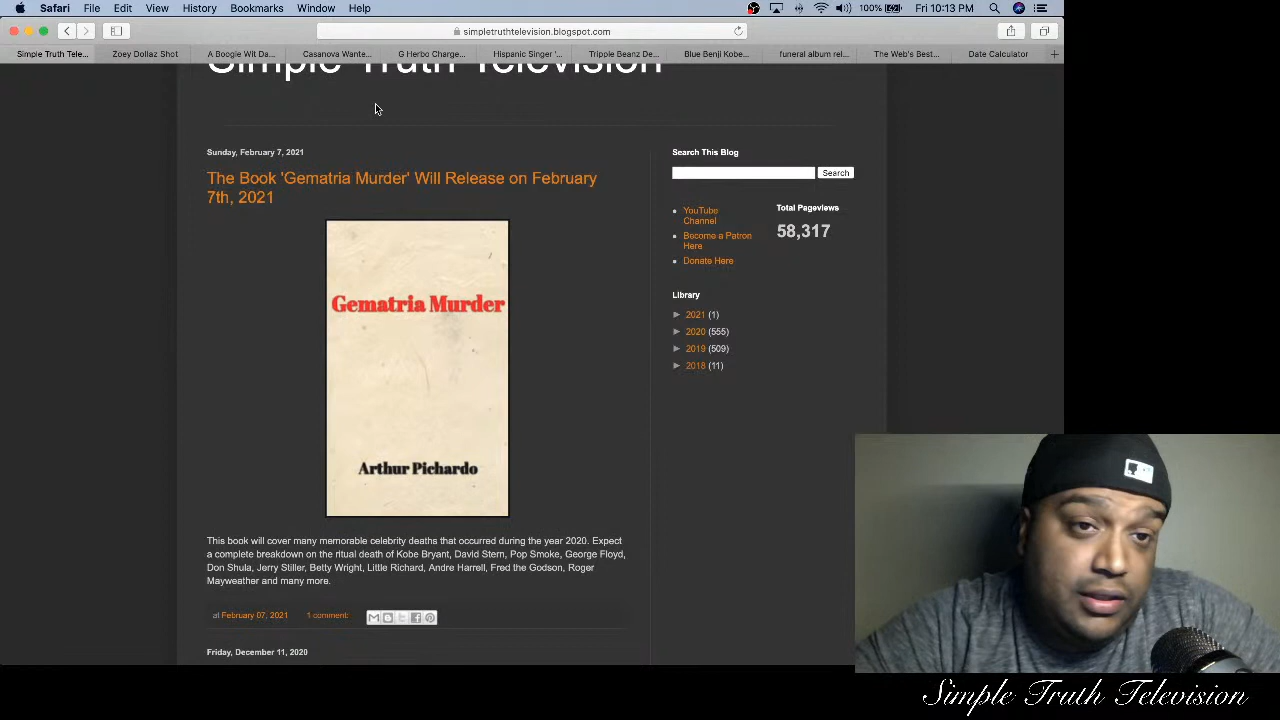 Safari File Edit View History Bookmarks Window Help
100% Fri 10:13 PM
simpletruthtelevision.blogspot.com
Simple Truth Tele...
Zoey Dollaz Shot
A Boogie Wit Da...
Casanova Wante...
G Herbo Charge...
Hispanic Singer '...
Tripple Beanz De...
Blue Benji Kobe...
funeral album rel...
The Web's Best...
Date Calculator
Simple Truth Television
Sunday, February 7, 2021
The Book 'Gematria Murder' Will Release on February
7th, 2021
Gematria Murder
Arthur Pichardo
This book will cover many memorable celebrity deaths that occurred during the year 2020. Expect
a complete breakdown on the ritual death of Kobe Bryant, David Stern, Pop Smoke, George Floyd,
Don Shula, Jerry Stiller, Betty Wright, Little Richard, Andre Harrell, Fred the Godson, Roger
Mayweather and many more.
at February 07, 2021 1 comment:
Friday, December 11, 2020
Search This Blog
Search
YouTube
Channel
Become a Patron
Here
Donate Here
Total Pageviews
58,317
Library
► 2021 (1)
► 2020 (555)
► 2019 (509)
► 2018 (11)
Simple Truth Television